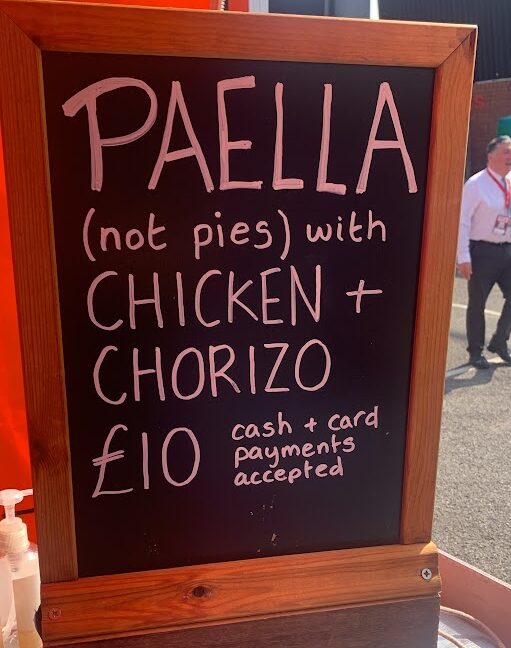 PAELLA
(not pies) with
CHICKEN +
CHORIZO
£10
cash + card
payments
accepted